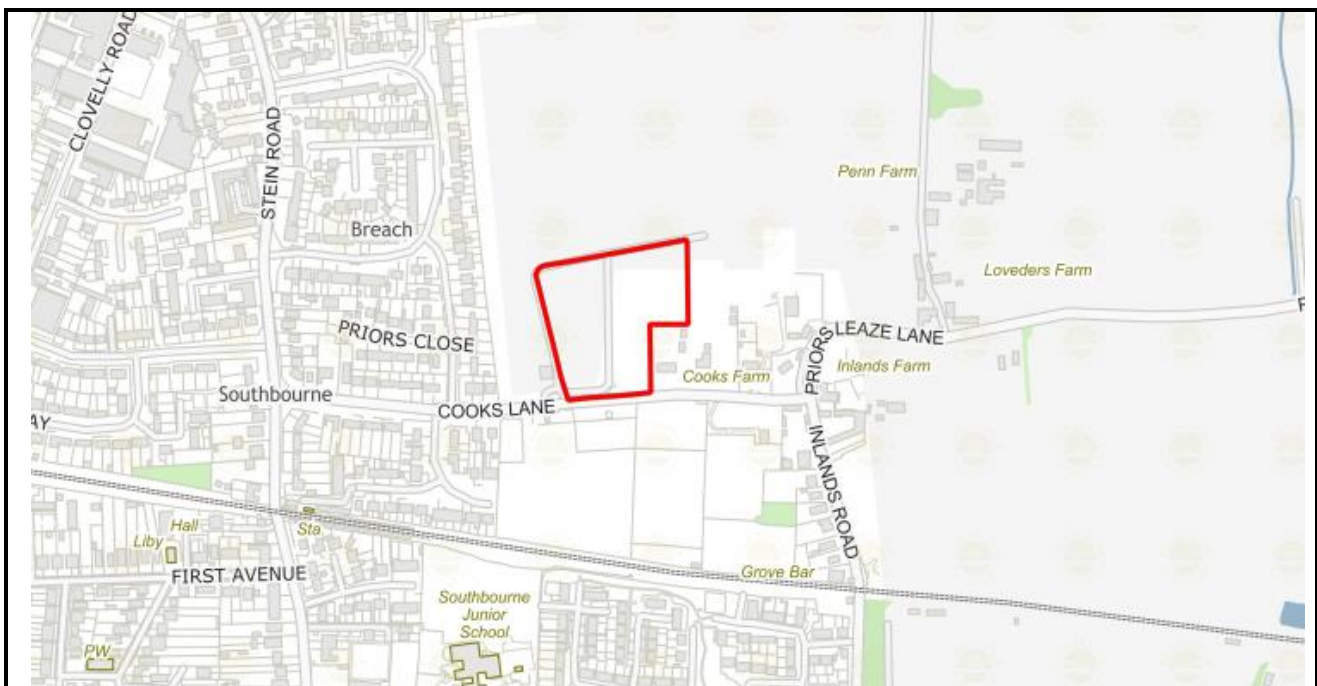 CLOVELLY ROAD
STEIN ROAD
Breach
Penn Farm
Loveders Farm
PRIORS CLOSE
PRIORS LEAZE LANE
Inlands Farm
Cooks Farm
Southbourne
COOKS LANE
AY
INLANDS ROAD
Hall
Liby
Sta
FIRST AVENUE
Grove Bar
Southbourne
Junior
School
PW